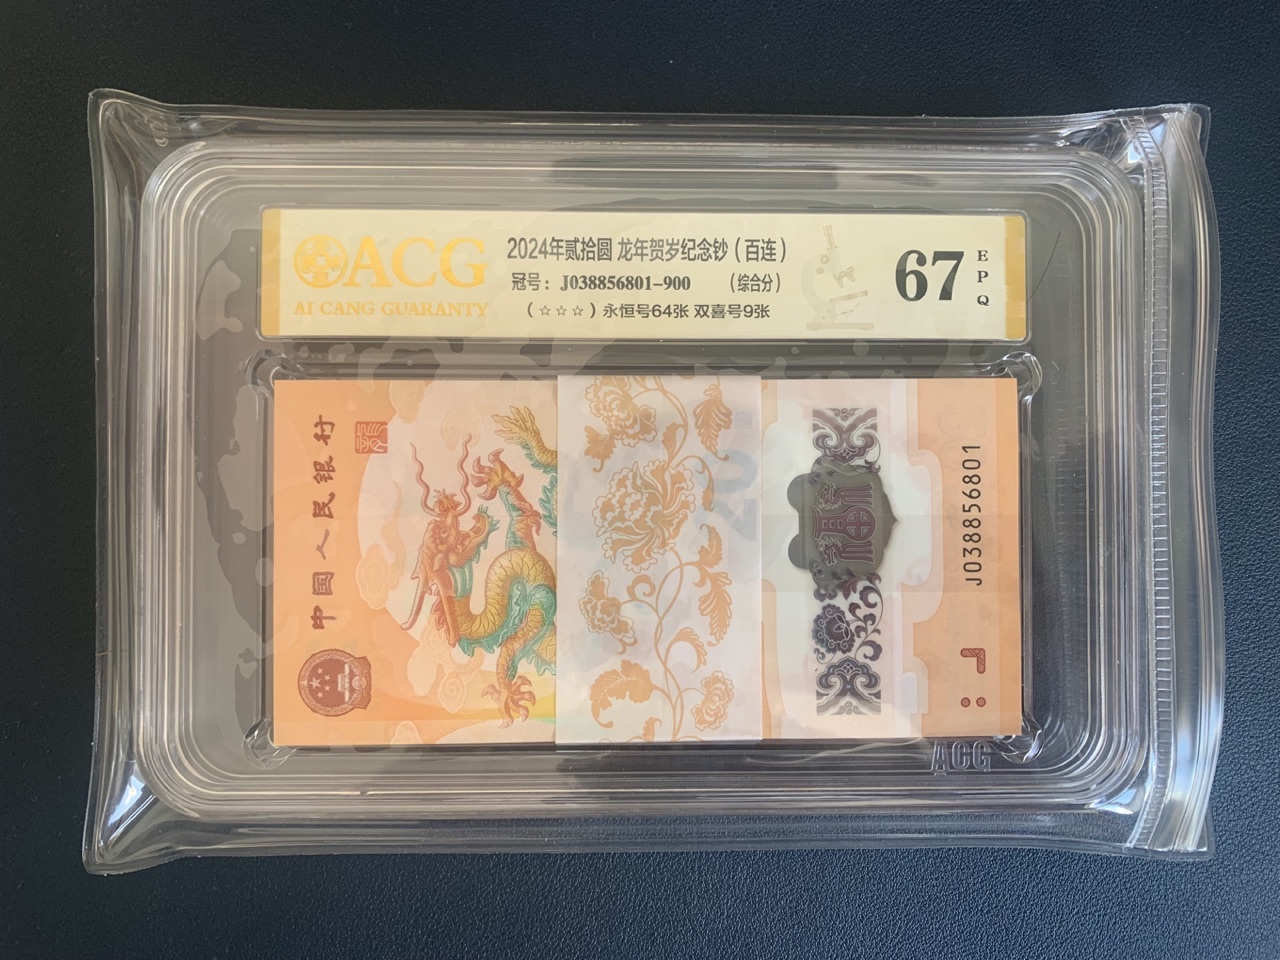 ACG
AI CANG GUARANTY
2024年贰拾圆 龙年贺岁纪念钞（百连）
冠号：J038856801-900 （综合分）
（☆☆☆）永恒号64张 双喜号9张
67
EPQ
中国人民银行
J038856801
ACG